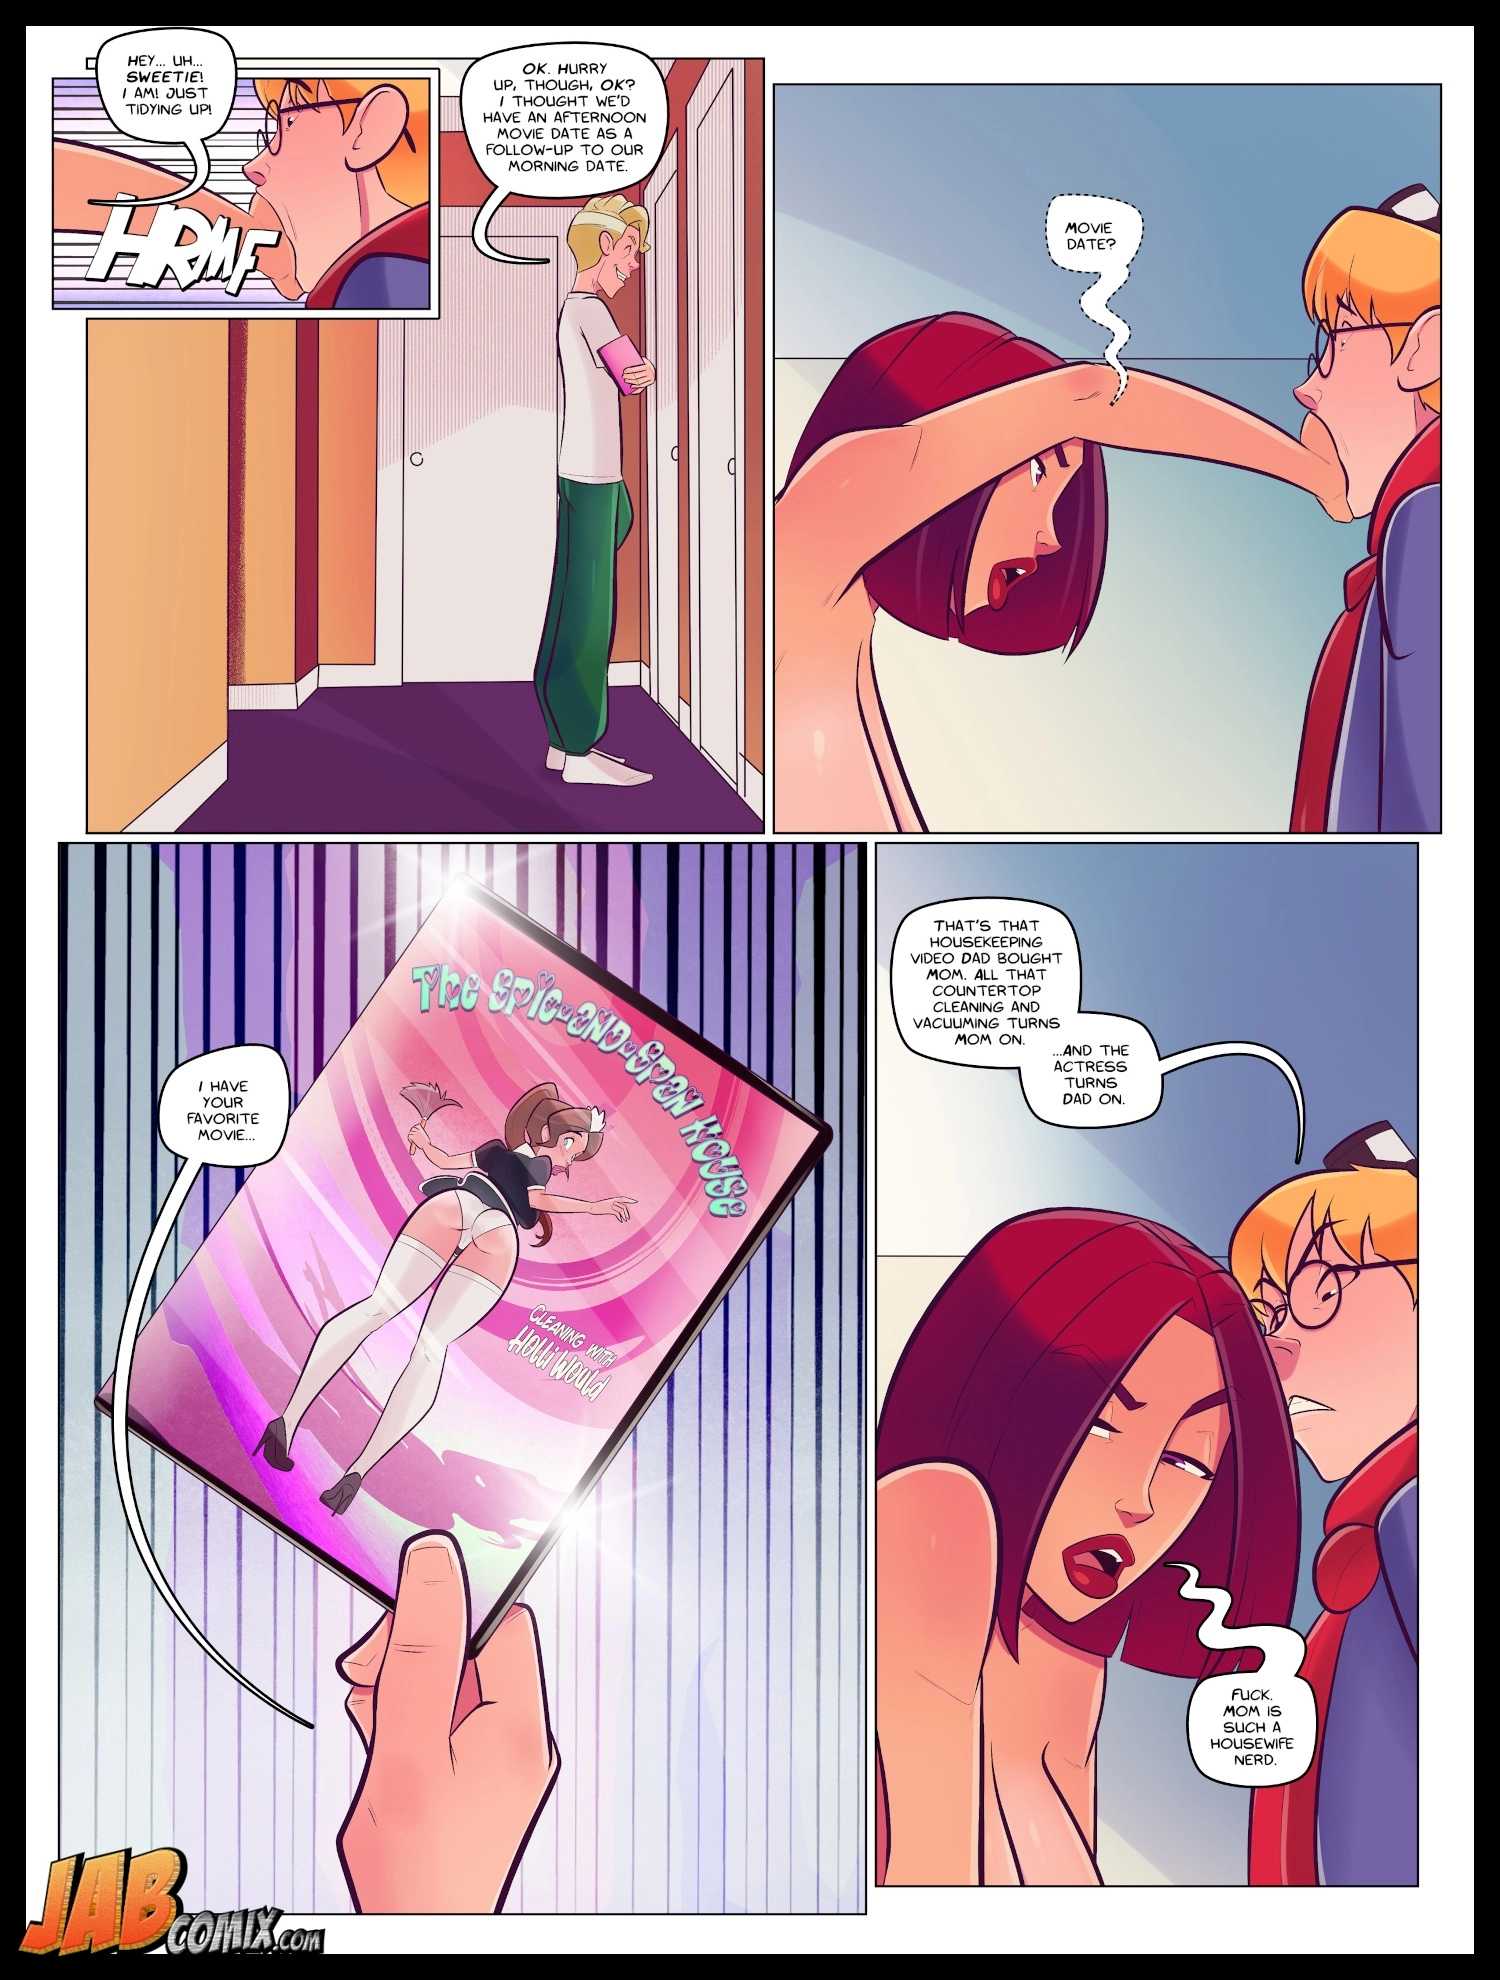 HEY... UH...
SWEETIE!
I AM! JUST
TIDYING UP!
HRMF
OK. HURRY
UP, THOUGH, OK?
I THOUGHT WE'D
HAVE AN AFTERNOON
MOVIE DATE AS A
FOLLOW-UP TO OUR
MORNING DATE.
MOVIE
DATE?
I HAVE
YOUR
FAVORITE
MOVIE...
THE SPIC-AND-SPAN HOUSE
CLEANING WITH
HOLLI WOULD
THAT'S THAT
HOUSEKEEPING
VIDEO DAD BOUGHT
MOM. ALL THAT
COUNTERTOP
CLEANING AND
VACUUMING TURNS
MOM ON.
...AND THE
ACTRESS
TURNS
DAD ON.
FUCK.
MOM IS
SUCH A
HOUSEWIFE
NERD.
JAB
COMIX.COM